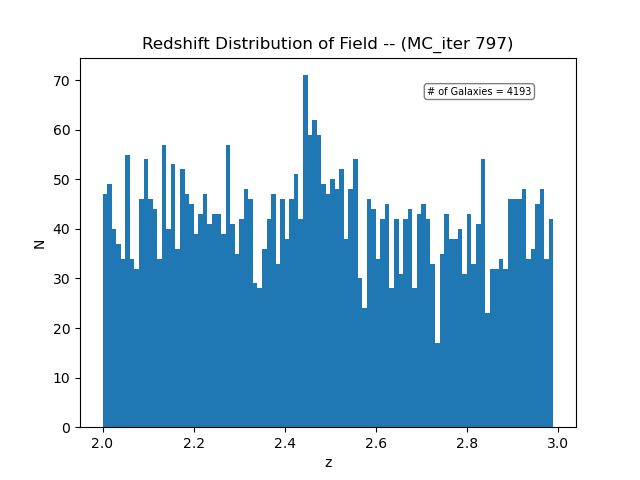 Redshift Distribution of Field -- (MC_iter 797)
# of Galaxies = 4193
70
60
50
40
30
20
10
0
N
2.0 2.2 2.4 2.6 2.8 3.0
z